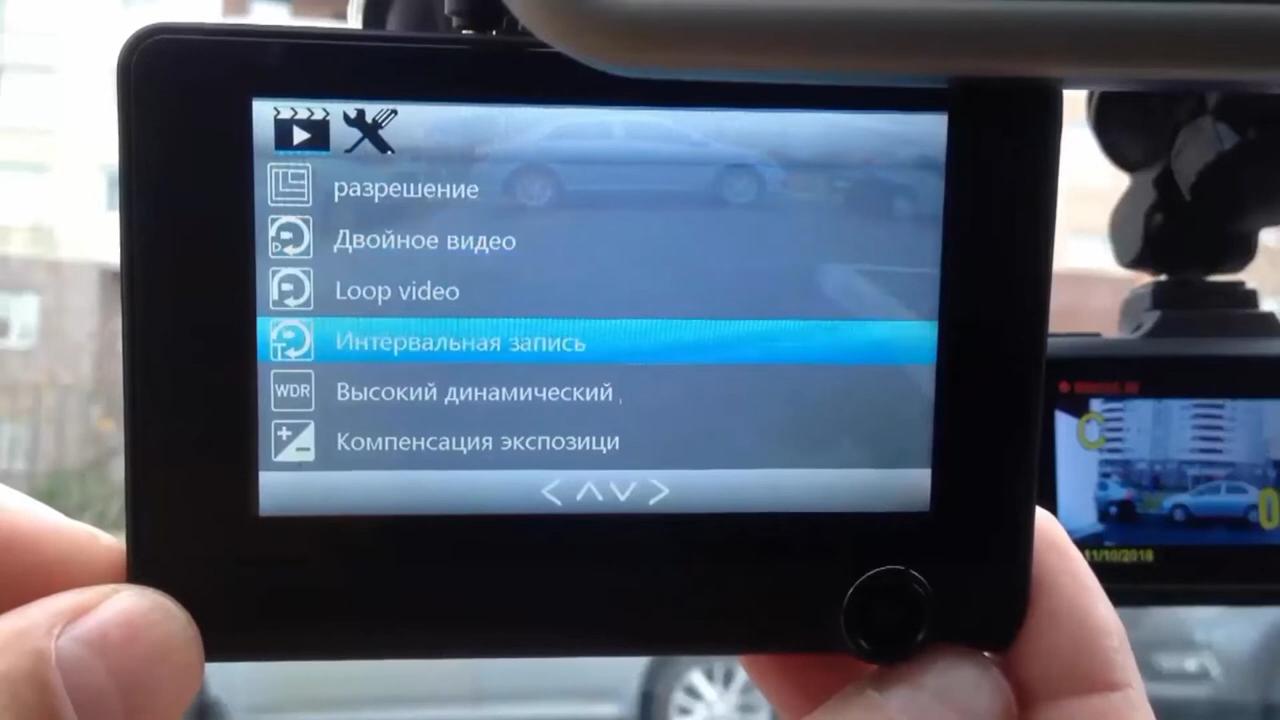 разрешение
Двойное видео
Loop video
Интервальная запись
WDR
Высокий динамический
Компенсация экспозици
11/10/2018